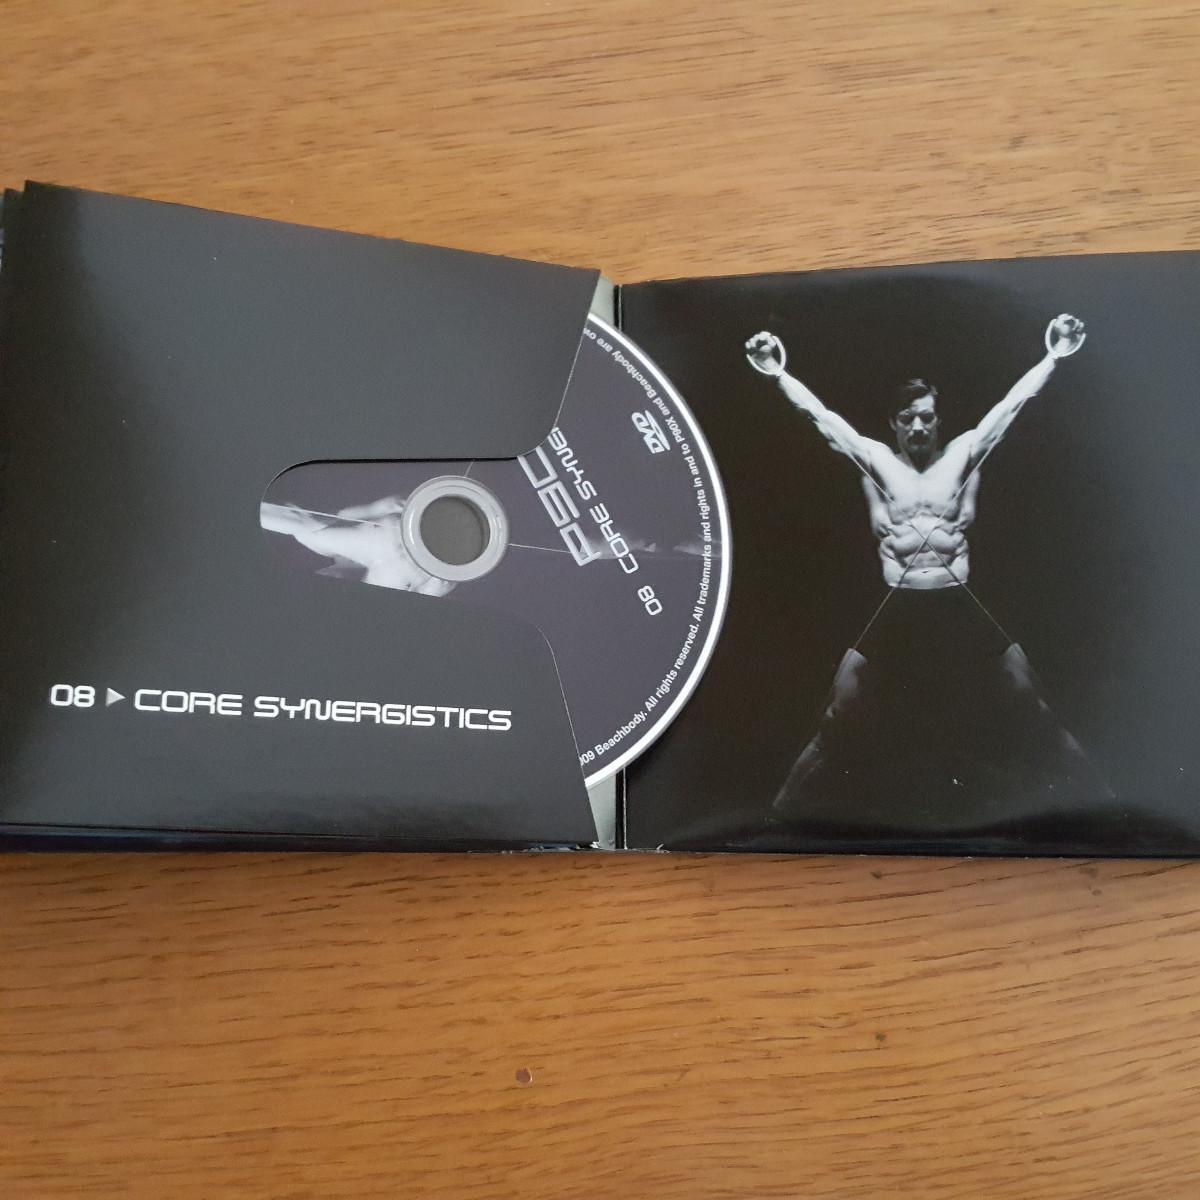 08 ▸ CORE SYNERGISTICS
P90
08 CORE SYNE
DVD
009 Beachbody. All rights reserved. All trademarks and rights in and to P90X and Beachbody are ow